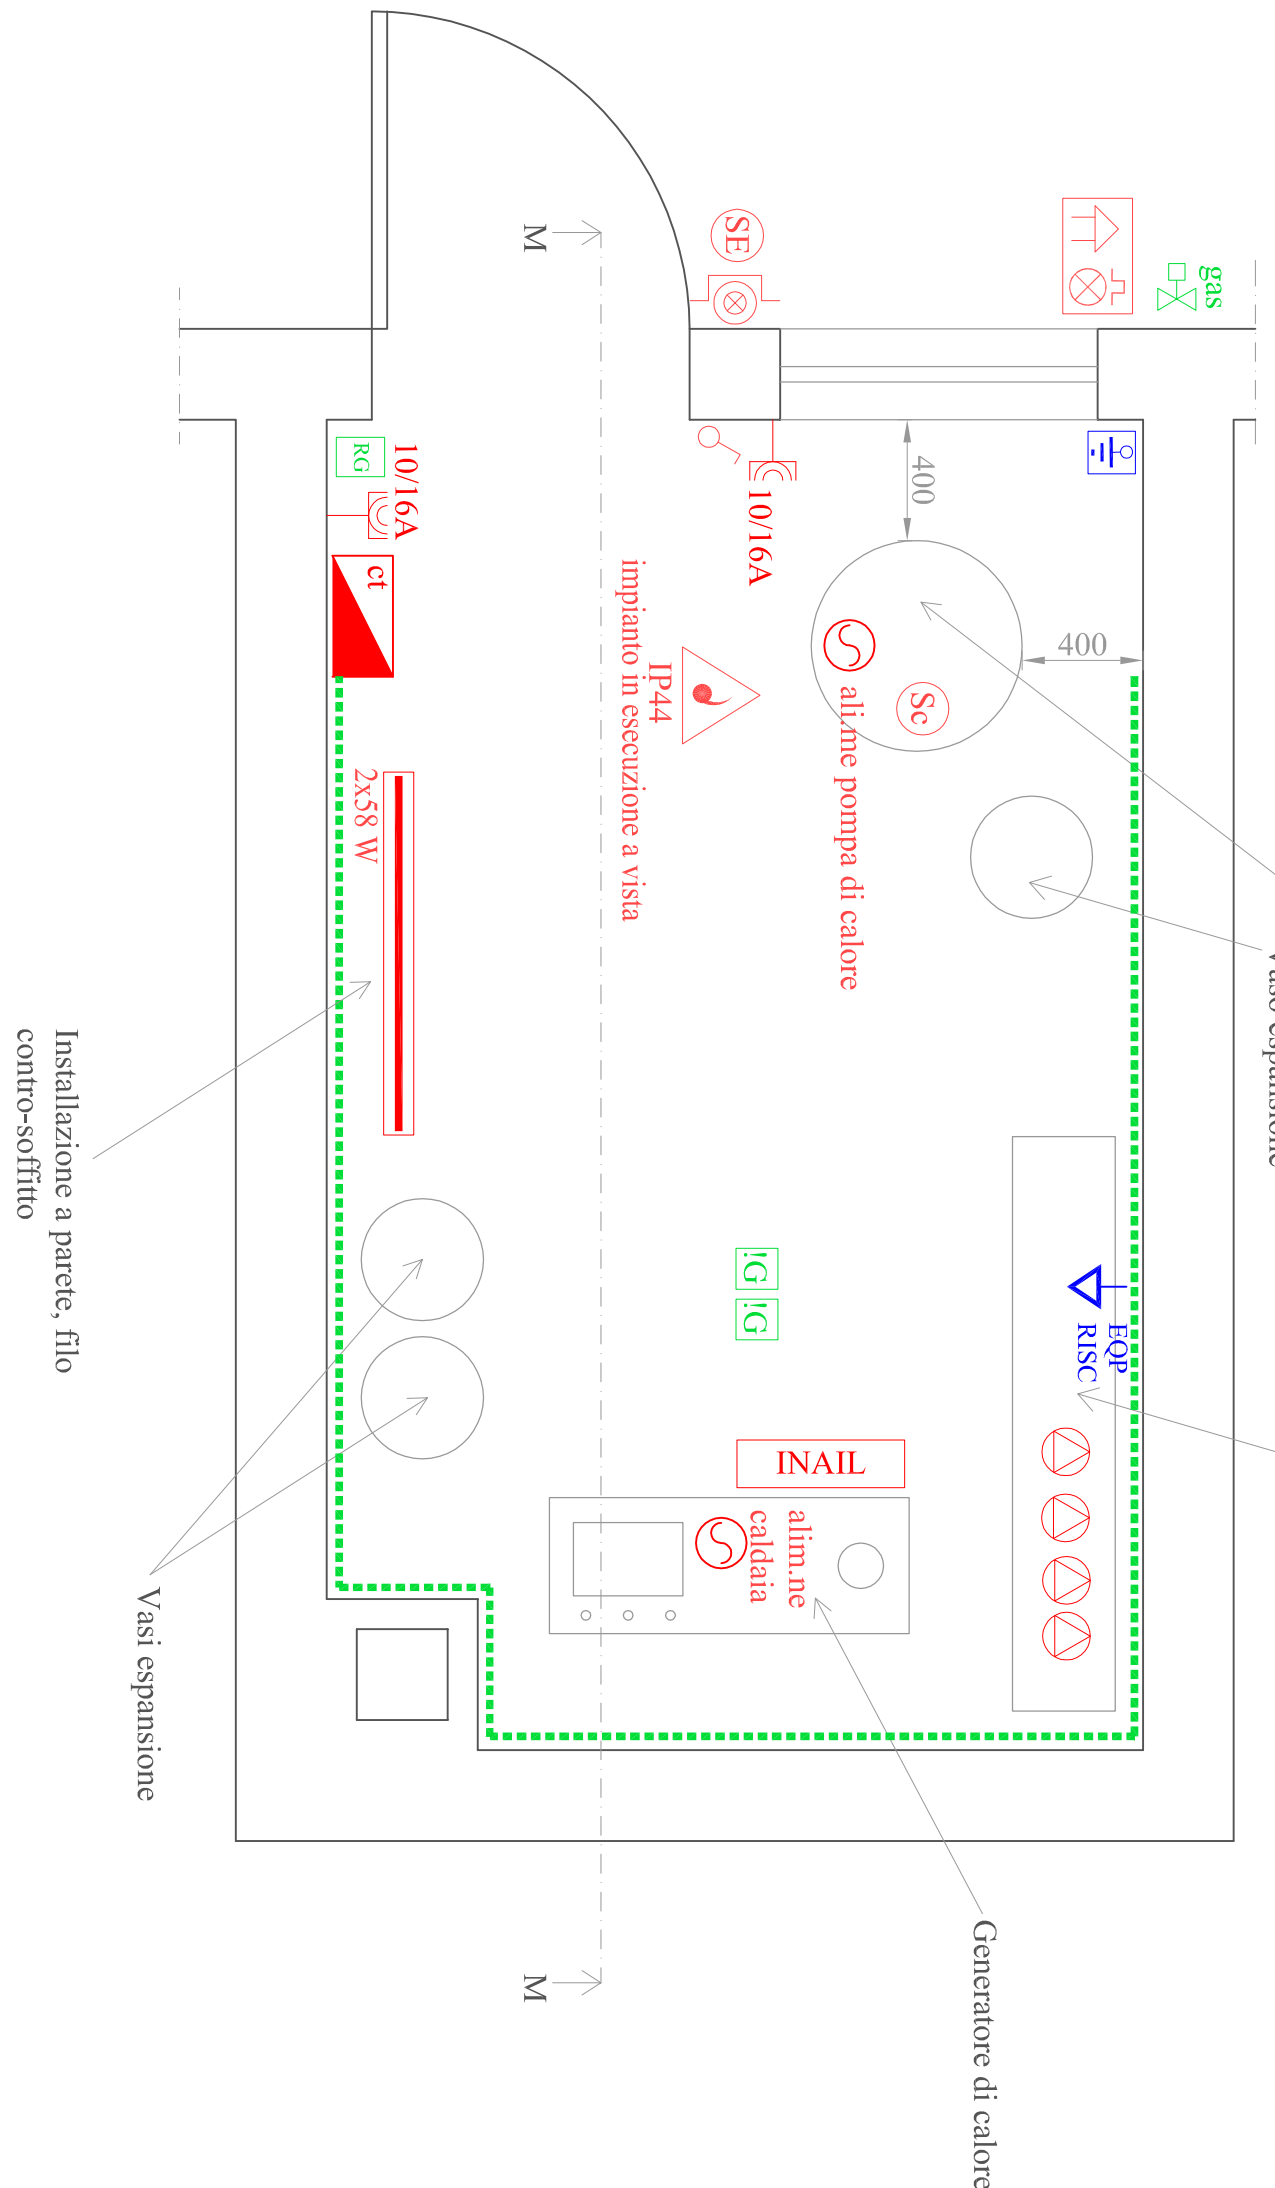 M
SE
gas
RG
10/16A
10/16A
400
400
ct
impianto in esecuzione a vista
IP44
Sc
ali.me pompa di calore
2x58 W
Vaso espansione
Installazione a parete, filo
contro-soffitto
!G
!G
EQP
RISC
INAIL
alim.ne
caldaia
Vasi espansione
M
Generatore di calore